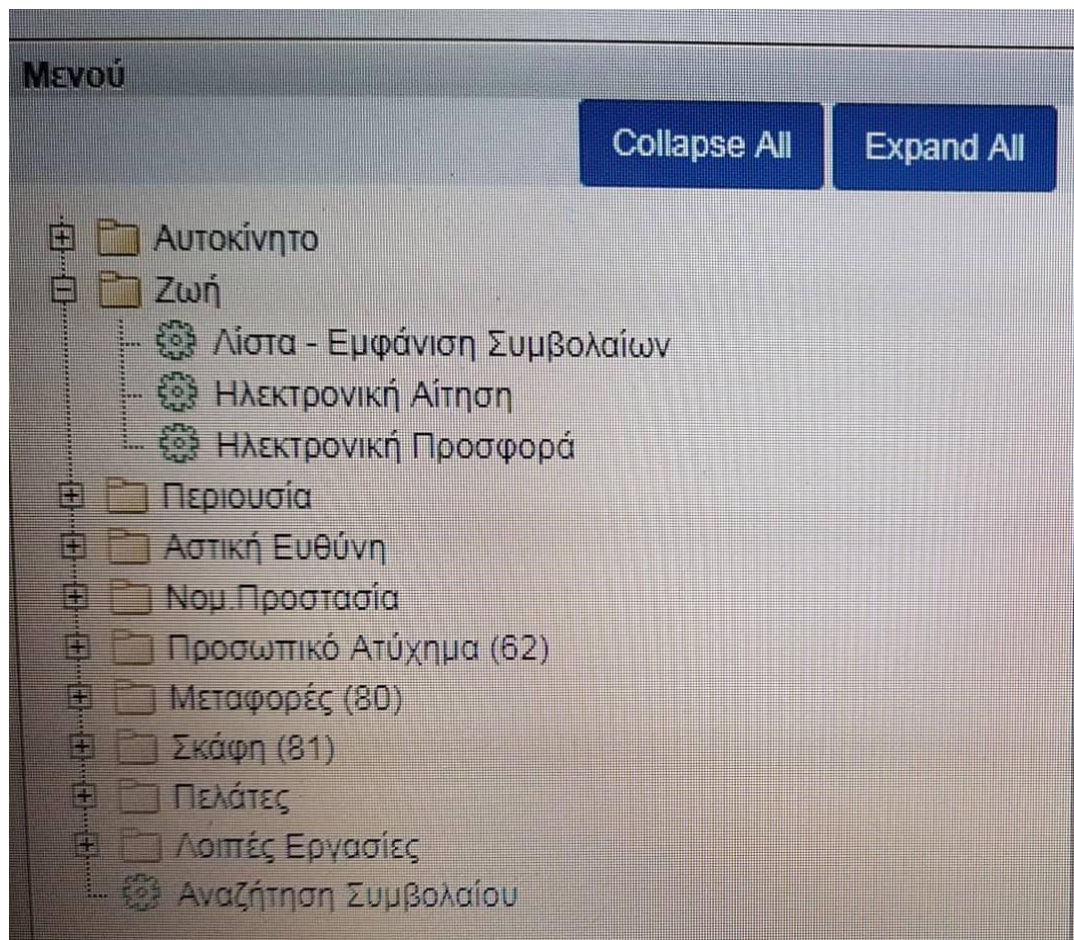 Μενού
Collapse All Expand All
Αυτοκίνητο
Ζωή
Λίστα - Εμφάνιση Συμβολαίων
Ηλεκτρονική Αίτηση
Ηλεκτρονική Προσφορά
Περιουσία
Αστική Ευθύνη
Νομ.Προστασία
Προσωπικό Ατύχημα (62)
Μεταφορές (80)
Σκάφη (81)
Πελάτες
Λοιπές Εργασίες
Αναζήτηση Συμβολαίου